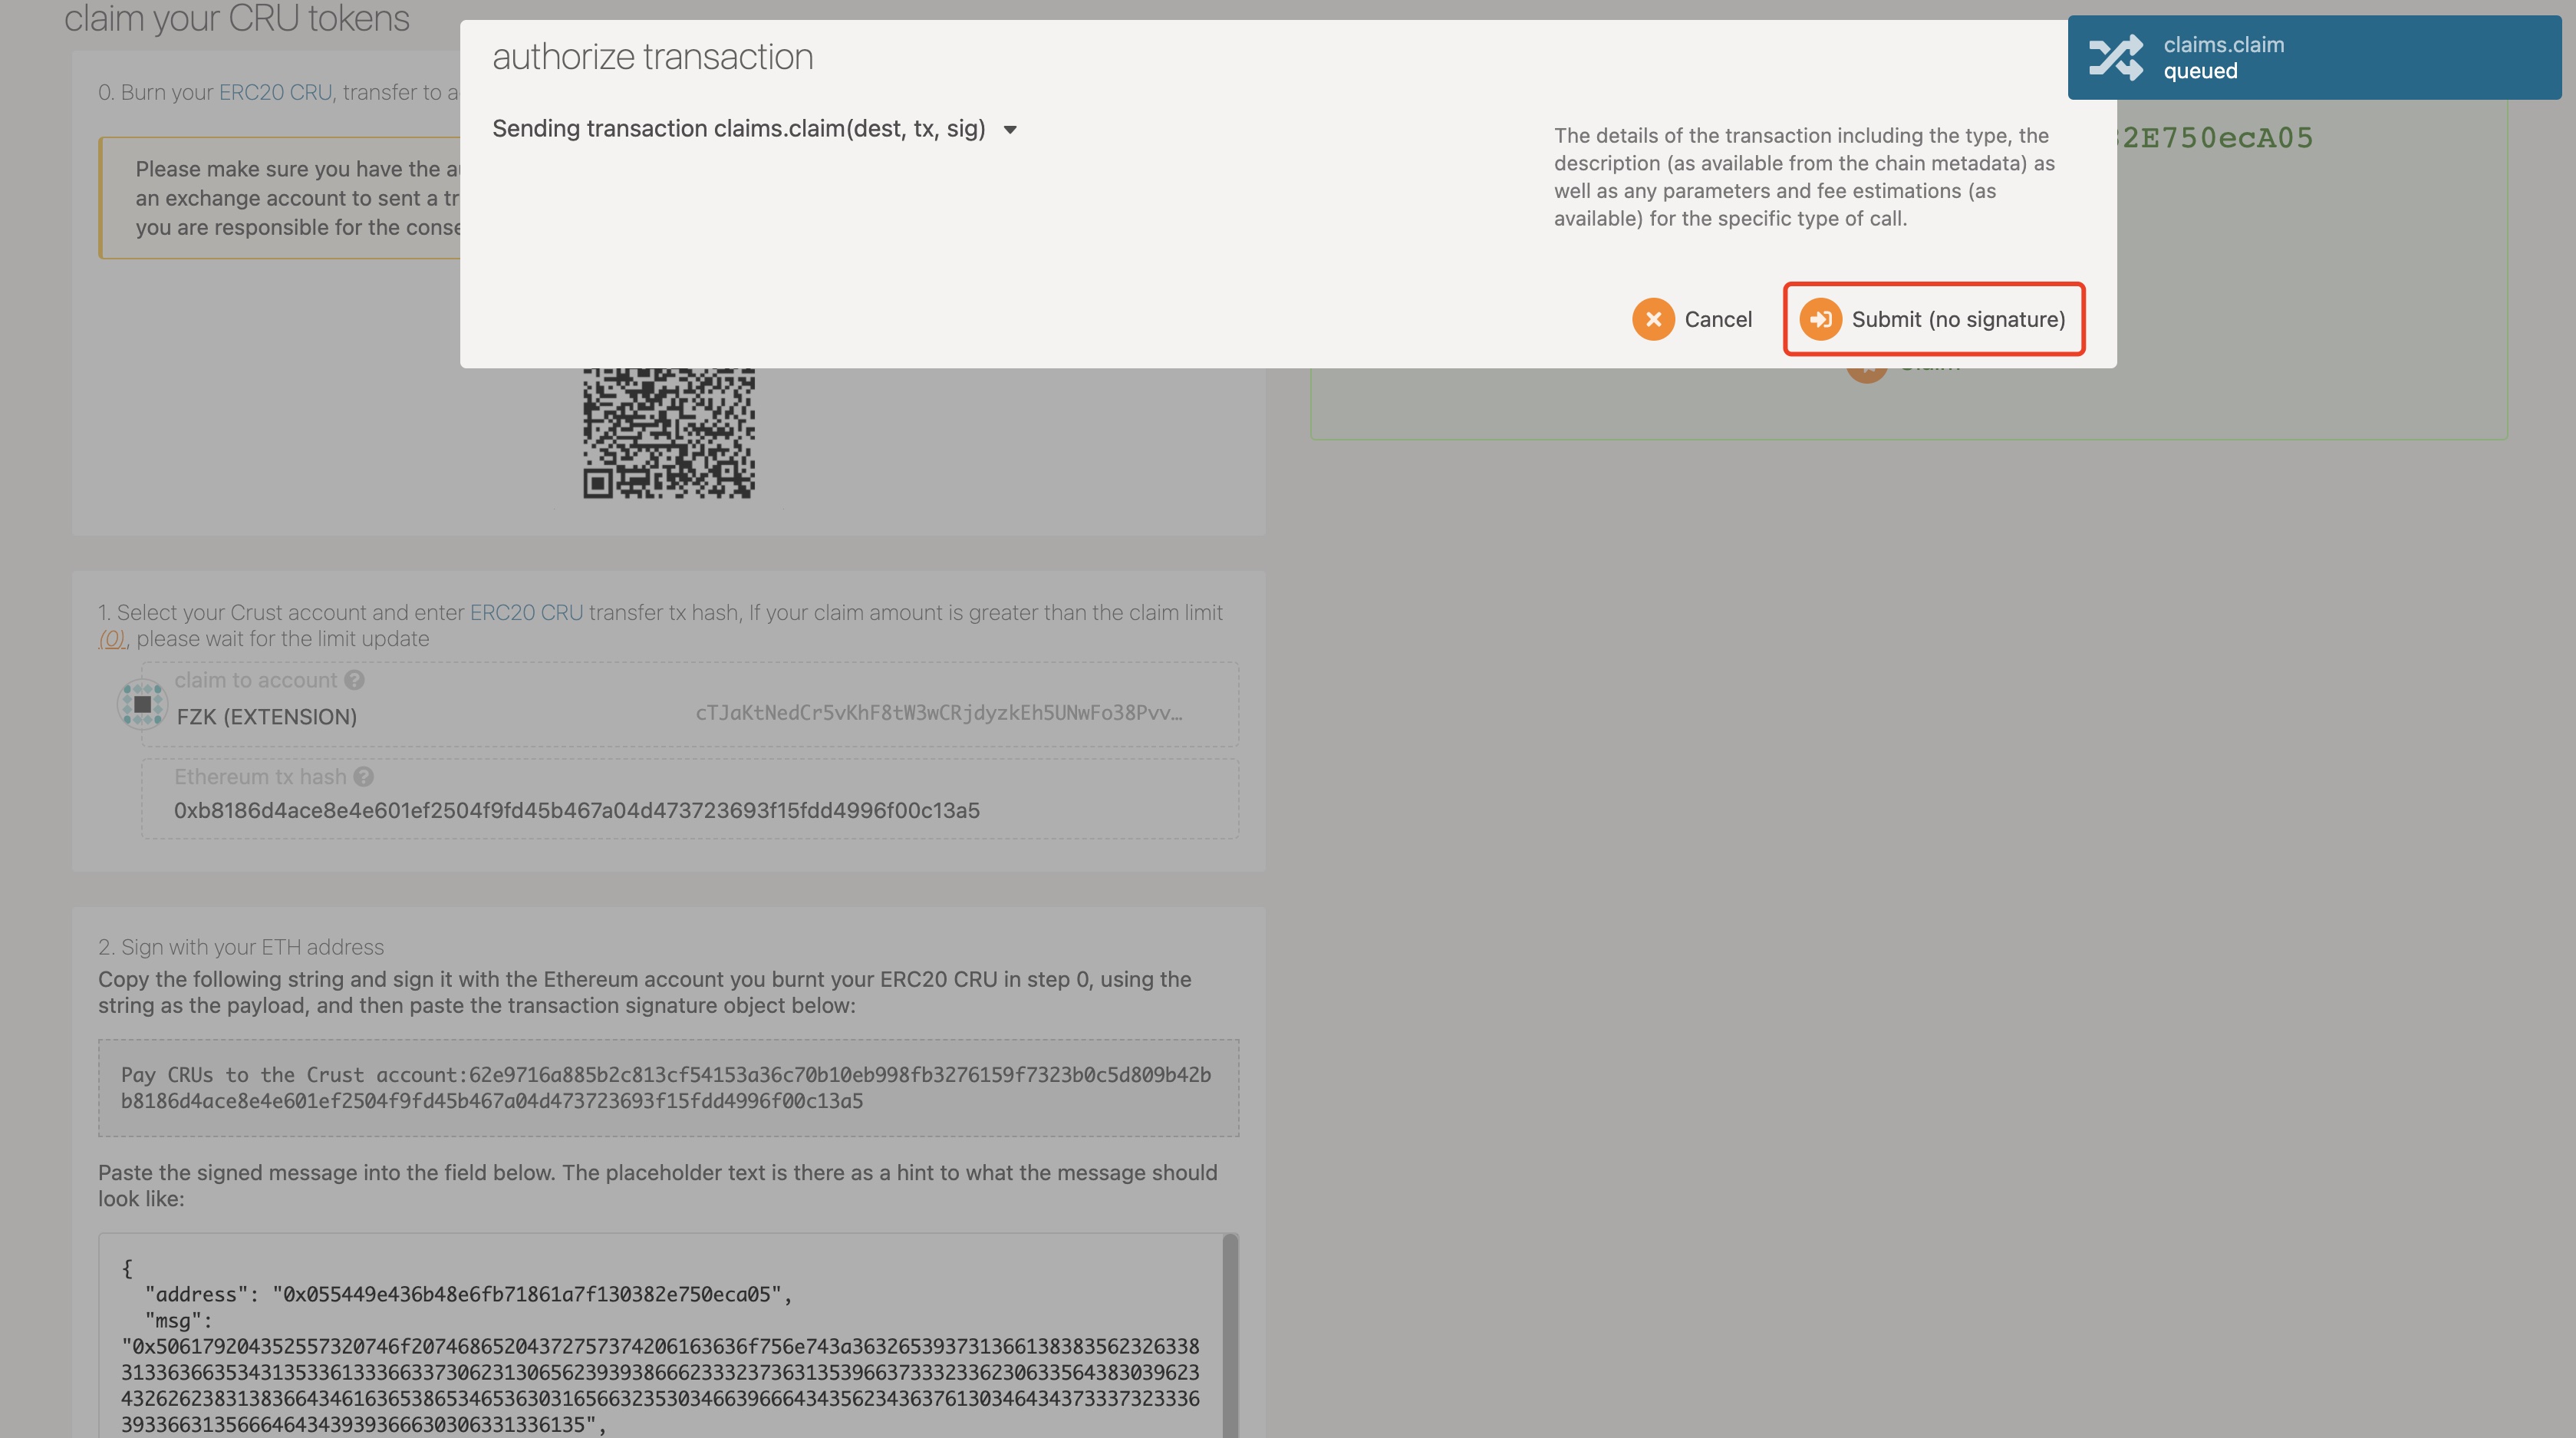 claim your CRU tokens
authorize transaction
claims.claim
queued
0. Burn your ERC20 CRU, transfer to
Sending transaction claims.claim(dest, tx, sig)
The details of the transaction including the type, the
description (as available from the chain metadata) as
well as any parameters and fee estimations (as
available) for the specific type of call.
2E750ecA05
Please make sure you have the
an exchange account to sent a
you are responsible for the
Cancel
Submit (no signature)
1. Select your Crust account and enter ERC20 CRU transfer tx hash, If your claim amount is greater than the claim limit
(0), please wait for the limit update
claim to account
FZK (EXTENSION)
cTJaKtNedCr5vKhF8tW3wCRjdyzkEh5UNwFo38Pvv…
Ethereum tx hash
0xb8186d4ace8e4e601ef2504f9fd45b467a04d473723693f15fdd4996f00c13a5
2. Sign with your ETH address
Copy the following string and sign it with the Ethereum account you burnt your ERC20 CRU in step 0, using the
string as the payload, and then paste the transaction signature object below:
Pay CRUs to the Crust account:62e9716a885b2c813cf54153a36c70b10eb998fb3276159f7323b0c5d809b42b
b8186d4ace8e4e601ef2504f9fd45b467a04d473723693f15fdd4996f00c13a5
Paste the signed message into the field below. The placeholder text is there as a hint to what the message should
look like:
{
"address": "0x055449e436b48e6fb71861a7f130382e750eca05",
"msg":
"0x50617920435255732​0746f20746865204372757374206163636f756e743a363265393731366138383562326338
3133636635343135336133366337306231306562393938666233323736313539663733323362306335643830396234
3262623831383664346163653865346536303165663235303466396664343562343637613034643437333732333639
33663135666464343939366630306331336135",